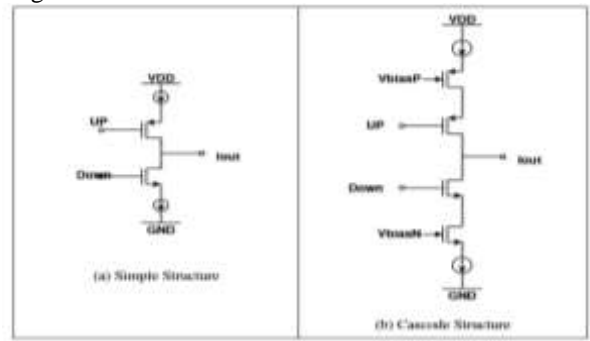 VDD
UP
Iout
Down
GND
(a) Simple Structure
VDD
VbiasP
UP
Iout
Down
VbiasN
GND
(b) Cascode Structure